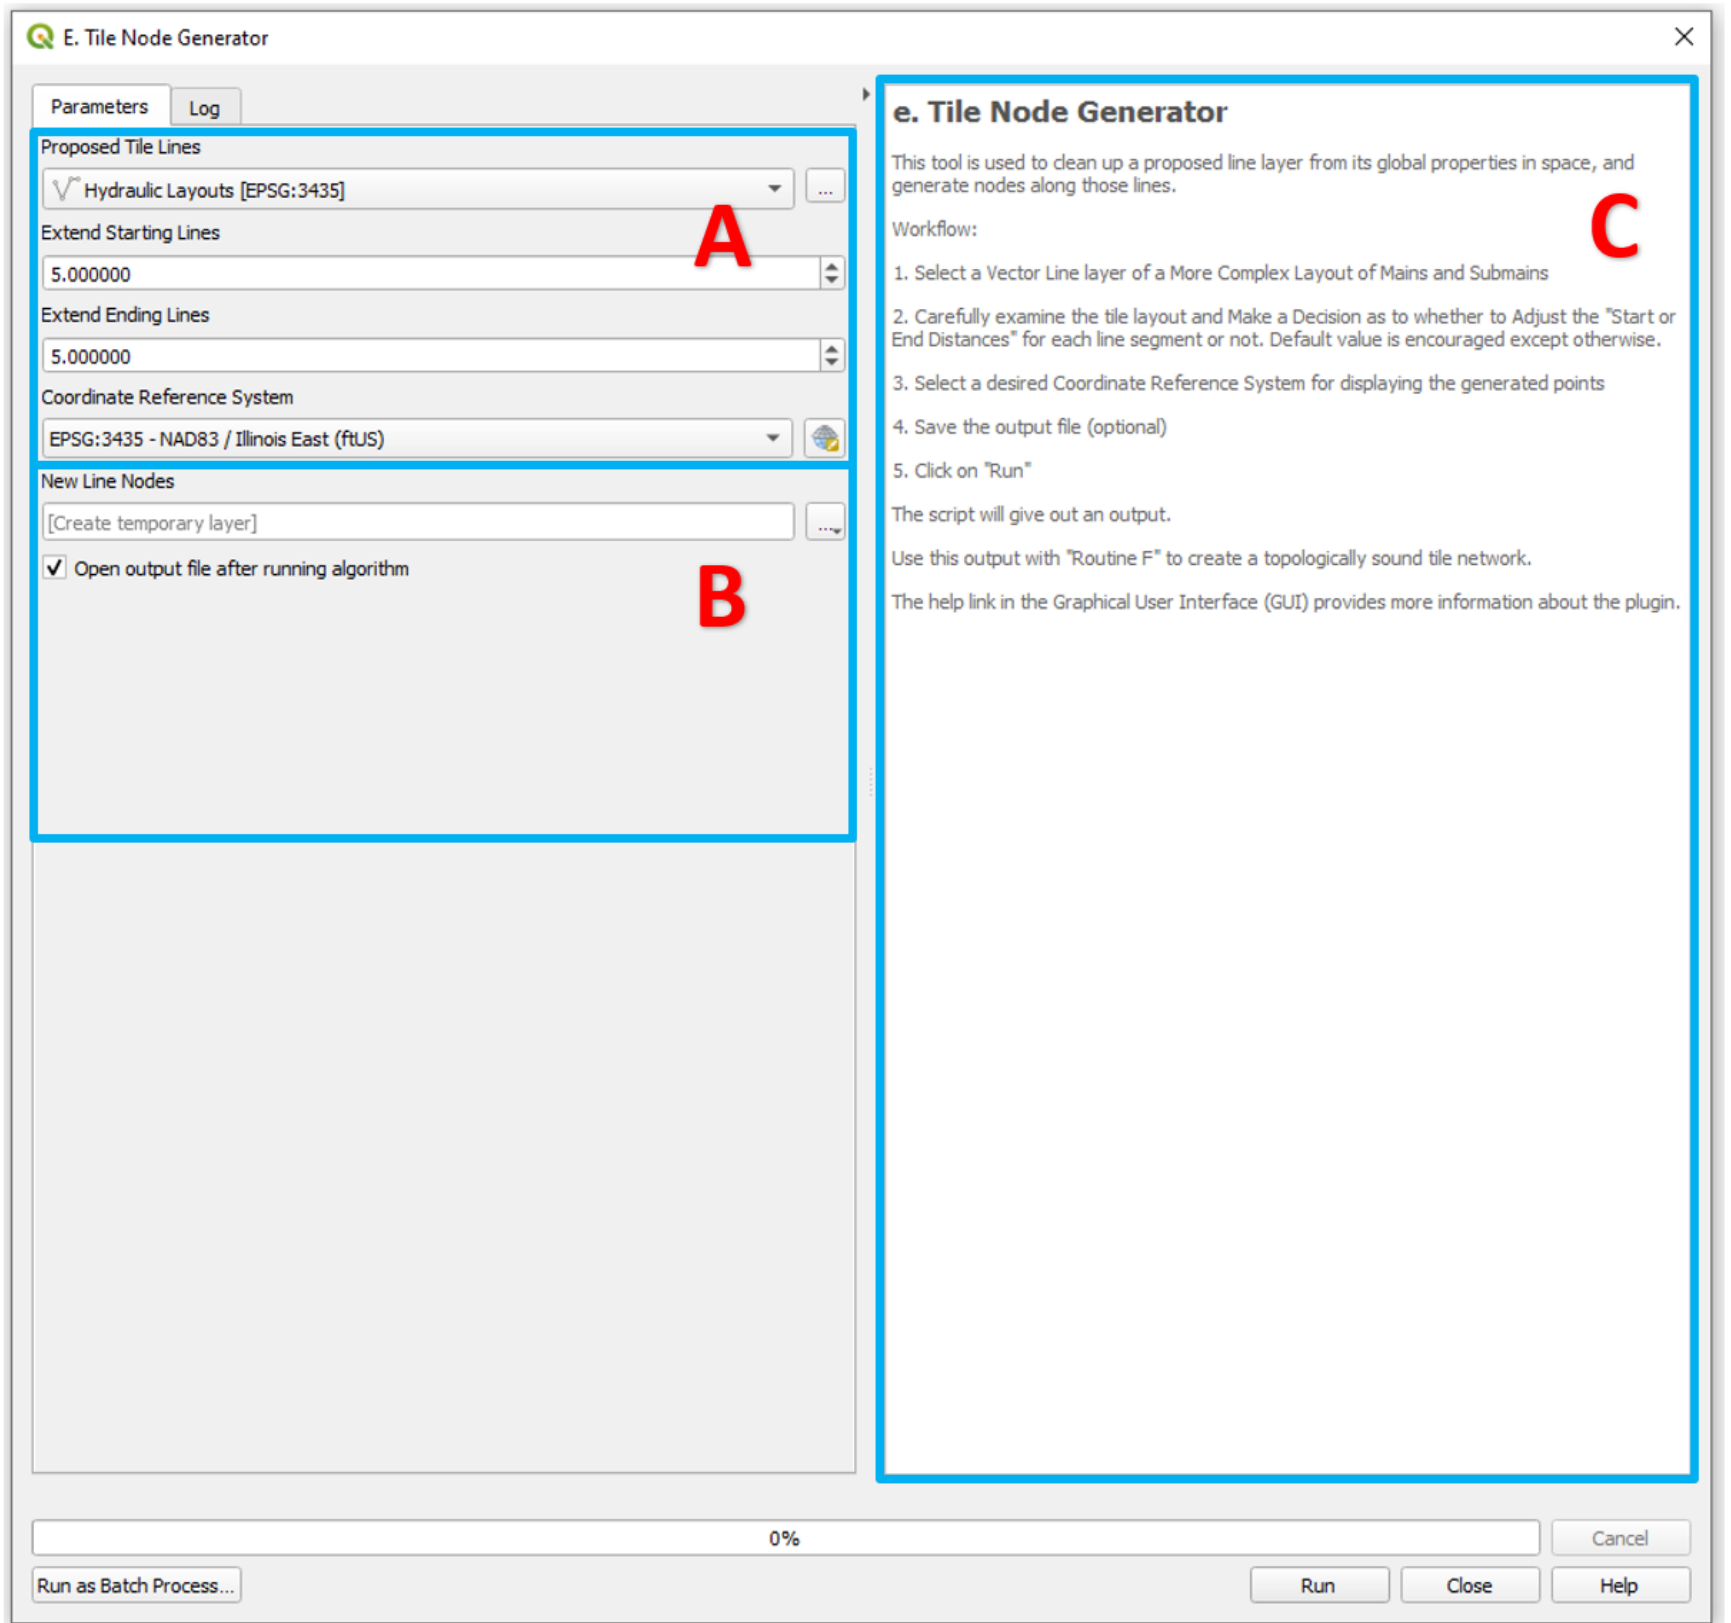 E. Tile Node Generator
Parameters
Log
Proposed Tile Lines
Hydraulic Layouts [EPSG:3435]
...
Extend Starting Lines
5.000000
Extend Ending Lines
5.000000
Coordinate Reference System
EPSG:3435 - NAD83 / Illinois East (ftUS)
A
New Line Nodes
[Create temporary layer]
...
Open output file after running algorithm
B
e. Tile Node Generator
This tool is used to clean up a proposed line layer from its global properties in space, and
generate nodes along those lines.
C
Workflow:
1. Select a Vector Line layer of a More Complex Layout of Mains and Submains
2. Carefully examine the tile layout and Make a Decision as to whether to Adjust the "Start or
End Distances" for each line segment or not. Default value is encouraged except otherwise.
3. Select a desired Coordinate Reference System for displaying the generated points
4. Save the output file (optional)
5. Click on "Run"
The script will give out an output.
Use this output with "Routine F" to create a topologically sound tile network.
The help link in the Graphical User Interface (GUI) provides more information about the plugin.
0%
Cancel
Run as Batch Process...
Run
Close
Help